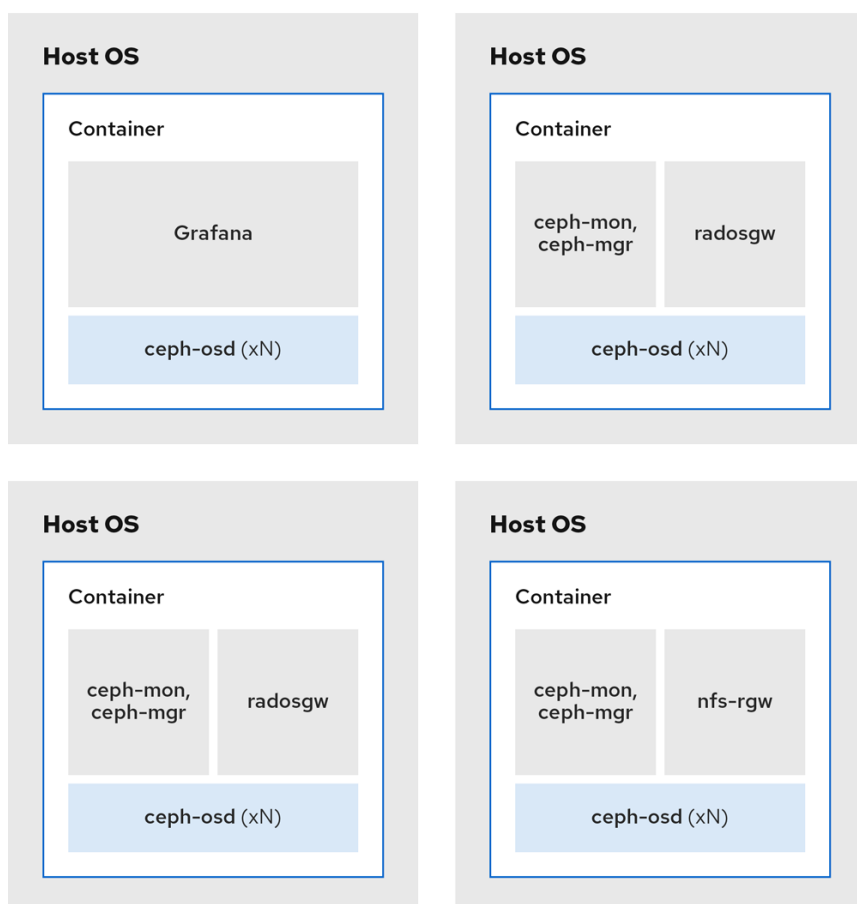 Host OS
Container
Grafana
ceph-osd (xN)
Host OS
Container
ceph-mon,
ceph-mgr
radosgw
ceph-osd (xN)
Host OS
Container
ceph-mon,
ceph-mgr
radosgw
ceph-osd (xN)
Host OS
Container
ceph-mon,
ceph-mgr
nfs-rgw
ceph-osd (xN)